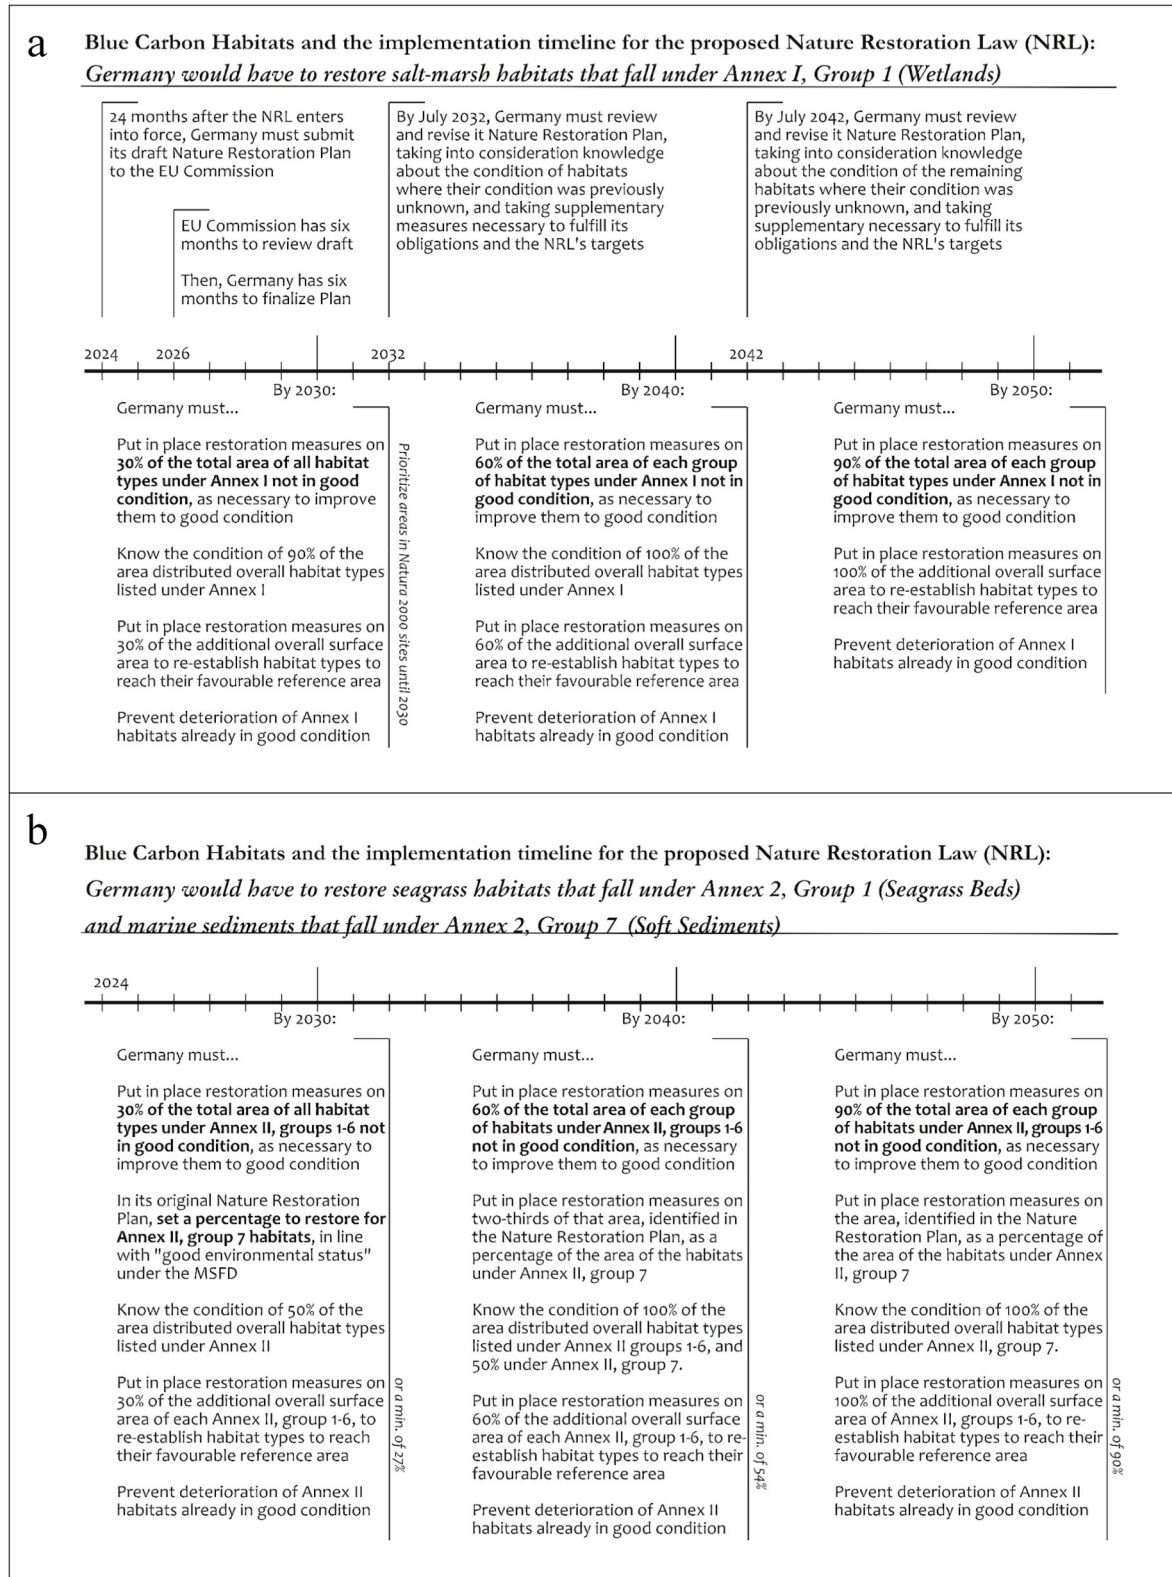 a
Blue Carbon Habitats and the implementation timeline for the proposed Nature Restoration Law (NRL):
Germany would have to restore salt-marsh habitats that fall under Annex I, Group 1 (Wetlands)
24 months after the NRL enters
into force, Germany must submit
its draft Nature Restoration Plan
to the EU Commission
EU Commission has six
months to review draft
Then, Germany has six
months to finalize Plan
By July 2032, Germany must review
and revise it Nature Restoration Plan,
taking into consideration knowledge
about the condition of habitats
where their condition was previously
unknown, and taking supplementary
measures necessary to fulfill its
obligations and the NRL's targets
By July 2042, Germany must review
and revise it Nature Restoration Plan,
taking into consideration knowledge
about the condition of the remaining
habitats where their condition was
previously unknown, and taking
supplementary necessary to fulfill its
obligations and the NRL's targets
2024 2026 2032 2042
By 2030: By 2040: By 2050:
Germany must...
Put in place restoration measures on
30% of the total area of all habitat
types under Annex I not in good
condition, as necessary to improve
them to good condition
Know the condition of 90% of the
area distributed overall habitat types
listed under Annex I
Put in place restoration measures on
30% of the additional overall surface
area to re-establish habitat types to
reach their favourable reference area
Prevent deterioration of Annex I
habitats already in good condition
Prioritize areas in Natura 2000 sites until 2030
Germany must...
Put in place restoration measures on
60% of the total area of each group
of habitat types under Annex I not in
good condition, as necessary to
improve them to good condition
Know the condition of 100% of the
area distributed overall habitat types
listed under Annex I
Put in place restoration measures on
60% of the additional overall surface
area to re-establish habitat types to
reach their favourable reference area
Prevent deterioration of Annex I
habitats already in good condition
Germany must...
Put in place restoration measures on
90% of the total area of each group
of habitat types under Annex I not in
good condition, as necessary to
improve them to good condition
Put in place restoration measures on
100% of the additional overall surface
area to re-establish habitat types to
reach their favourable reference area
Prevent deterioration of Annex I
habitats already in good condition
b
Blue Carbon Habitats and the implementation timeline for the proposed Nature Restoration Law (NRL):
Germany would have to restore seagrass habitats that fall under Annex 2, Group 1 (Seagrass Beds)
and marine sediments that fall under Annex 2, Group 7 (Soft Sediments)
2024
By 2030: By 2040: By 2050:
Germany must...
Put in place restoration measures on
30% of the total area of all habitat
types under Annex II, groups 1-6 not
in good condition, as necessary to
improve them to good condition
In its original Nature Restoration
Plan, set a percentage to restore for
Annex II, group 7 habitats, in line
with "good environmental status"
under the MSFD
Know the condition of 50% of the
area distributed overall habitat types
listed under Annex II
Put in place restoration measures on
30% of the additional overall surface
area of each Annex II, group 1-6, to
re-establish habitat types to reach
their favourable reference area
Prevent deterioration of Annex II
habitats already in good condition
or a min. of 27%
Germany must...
Put in place restoration measures on
60% of the total area of each group
of habitats under Annex II, groups 1-6
not in good condition, as necessary
to improve them to good condition
Put in place restoration measures on
two-thirds of that area, identified in
the Nature Restoration Plan, as a
percentage of the area of the habitats
under Annex II, group 7
Know the condition of 100% of the
area distributed overall habitat types
listed under Annex II groups 1-6, and
50% under Annex II, group 7.
Put in place restoration measures on
60% of the additional overall surface
area of each Annex II, group 1-6, to re-
establish habitat types to reach their
favourable reference area
Prevent deterioration of Annex II
habitats already in good condition
or a min. of 54%
Germany must...
Put in place restoration measures on
90% of the total area of each group
of habitats under Annex II, groups 1-6
not in good condition, as necessary
to improve them to good condition
Put in place restoration measures on
the area, identified in the Nature
Restoration Plan, as a percentage of
the area of the habitats under Annex
II, group 7
Know the condition of 100% of the
area distributed overall habitat types
listed under Annex II, group 7.
Put in place restoration measures on
100% of the additional overall surface
area of Annex II, groups 1-6, to re-
establish habitat types to reach their
favourable reference area
Prevent deterioration of Annex II
habitats already in good condition
or a min. of 90%